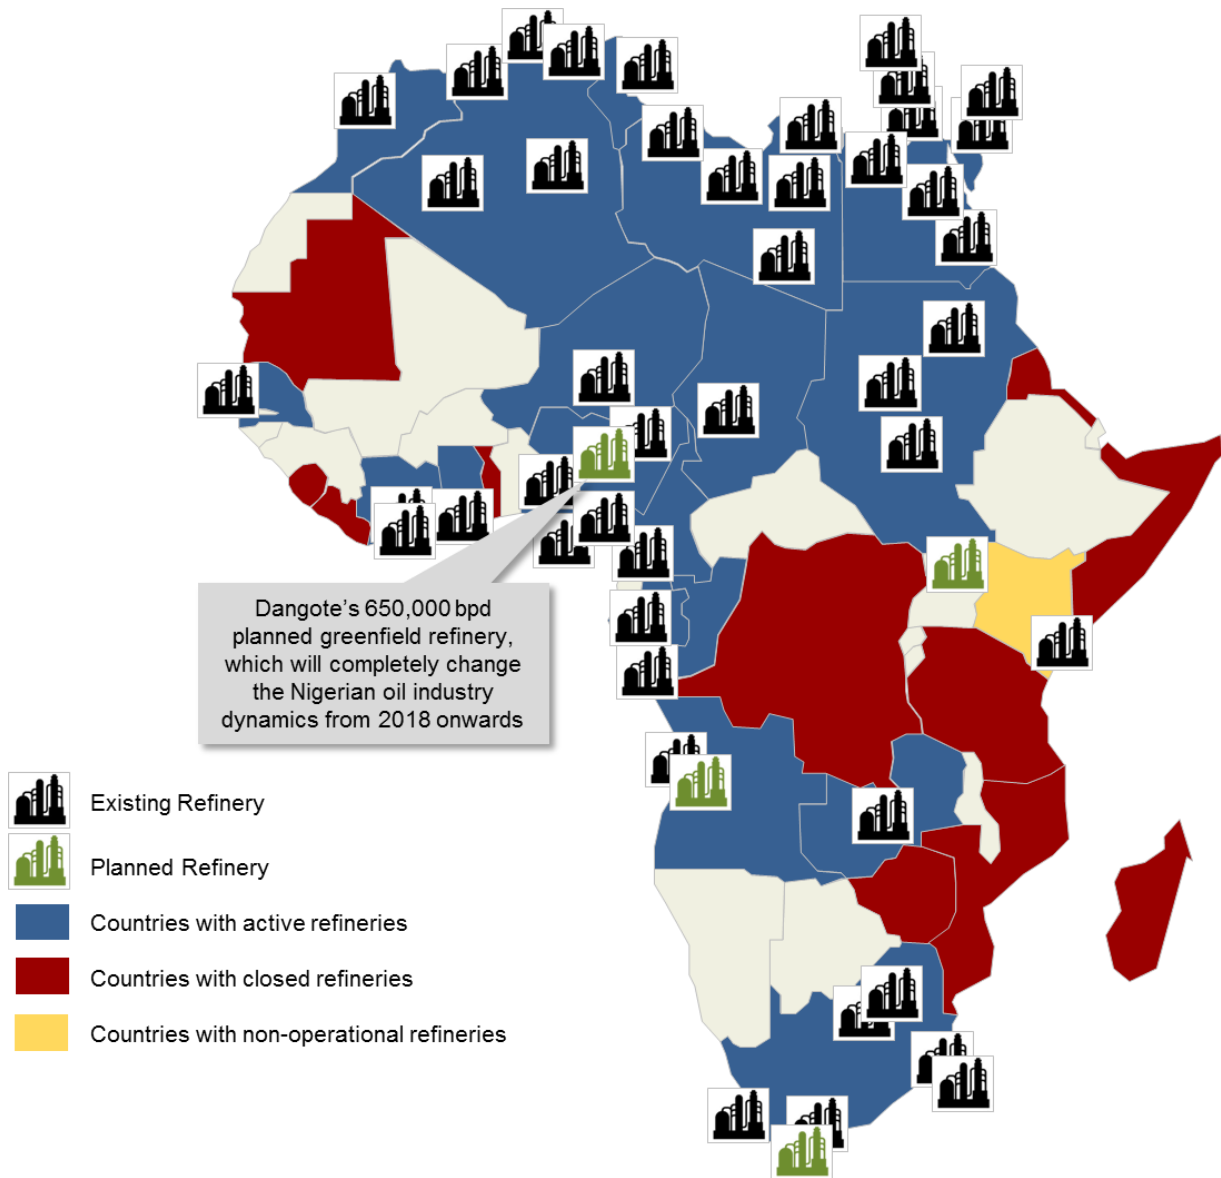 Dangote’s 650,000 bpd
planned greenfield refinery,
which will completely change
the Nigerian oil industry
dynamics from 2018 onwards
Existing Refinery
Planned Refinery
Countries with active refineries
Countries with closed refineries
Countries with non-operational refineries